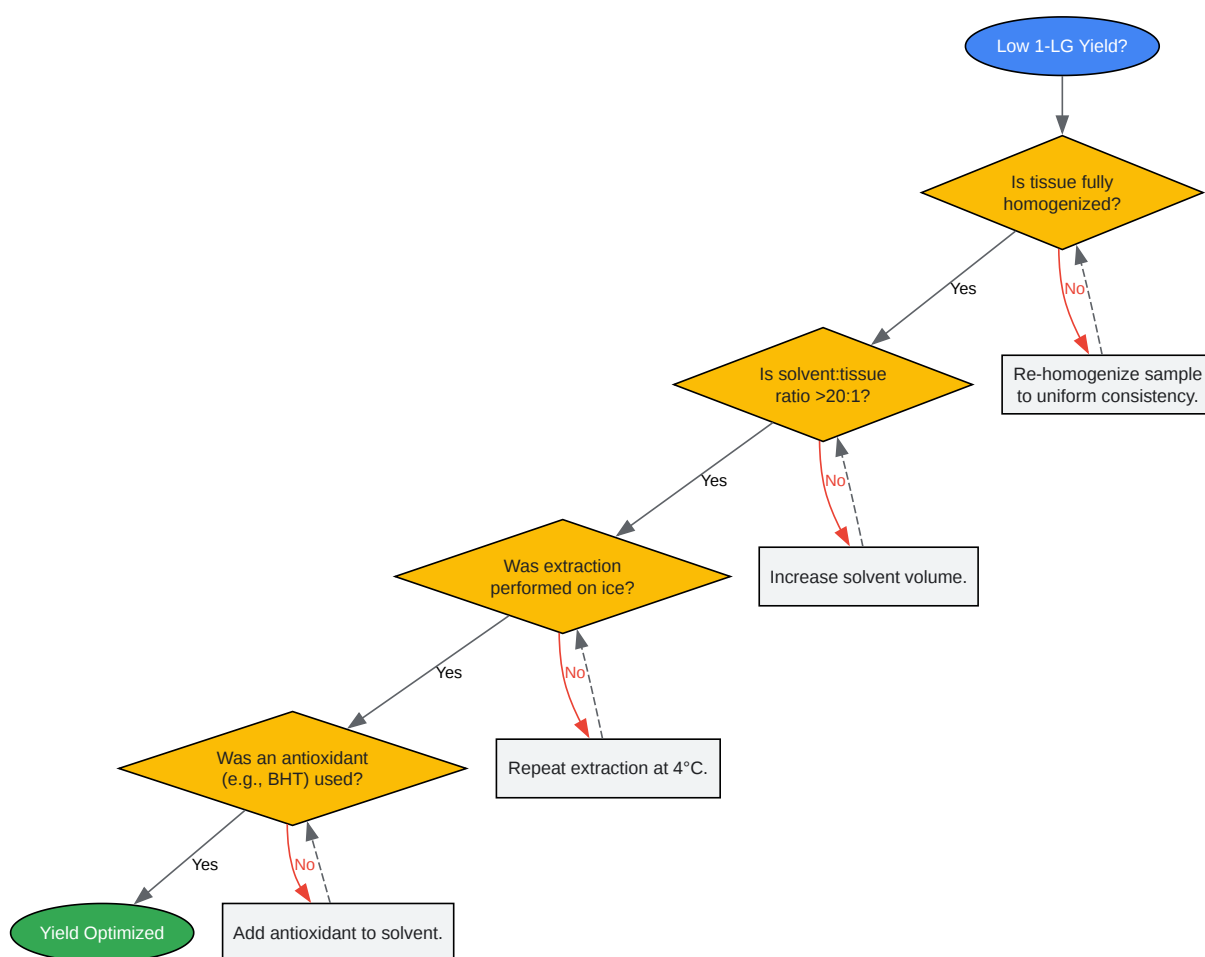 Low 1-LG Yield?
Is tissue fully
homogenized?
Yes
No
Re-homogenize sample
to uniform consistency.
Is solvent:tissue
ratio >20:1?
Yes
No
Increase solvent volume.
Was extraction
performed on ice?
Yes
No
Repeat extraction at 4°C.
Was an antioxidant
(e.g., BHT) used?
Yes
No
Yield Optimized
Add antioxidant to solvent.